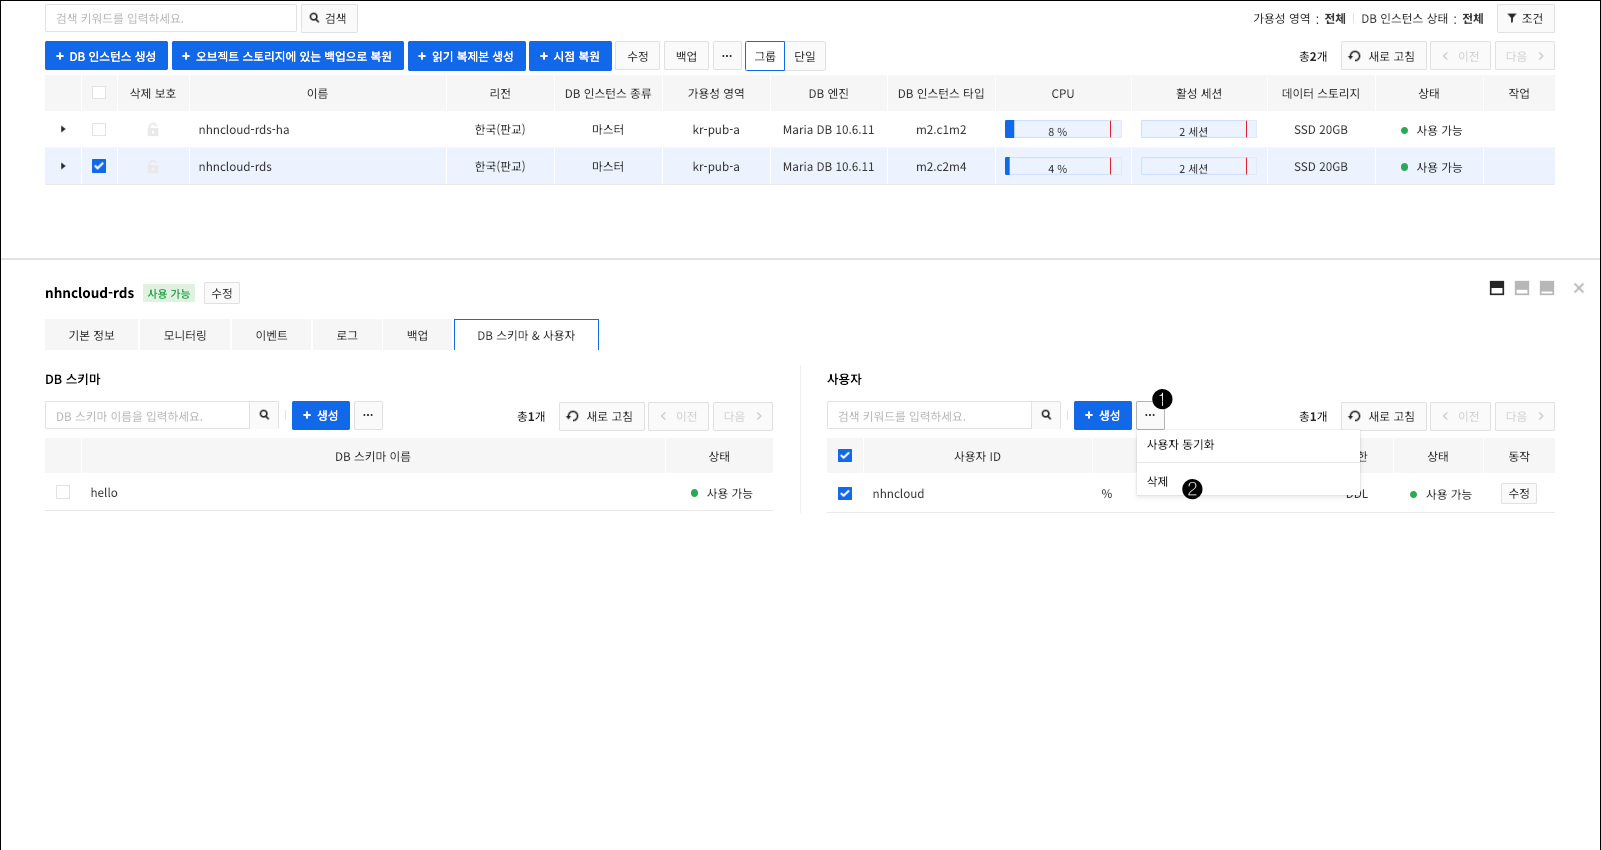 검색 키워드를 입력하세요. 검색 가용성 영역 : 전체 DB 인스턴스 상태 : 전체 조건
+ DB 인스턴스 생성 + 오브젝트 스토리지에 있는 백업으로 복원 + 읽기 복제본 생성 + 시점 복원 수정 백업 ··· 그룹 단일 총2개 새로 고침 < 이전 다음 >
삭제 보호 이름 리전 DB 인스턴스 종류 가용성 영역 DB 엔진 DB 인스턴스 타입 CPU 활성 세션 데이터 스토리지 상태 작업
nhncloud-rds-ha 한국(판교) 마스터 kr-pub-a Maria DB 10.6.11 m2.c1m2 8 % 2 세션 SSD 20GB 사용 가능
nhncloud-rds 한국(판교) 마스터 kr-pub-a Maria DB 10.6.11 m2.c2m4 4 % 2 세션 SSD 20GB 사용 가능
nhncloud-rds 사용 가능 수정
기본 정보 모니터링 이벤트 로그 백업 DB 스키마 & 사용자
DB 스키마
DB 스키마 이름을 입력하세요. + 생성 ··· 총1개 새로 고침 < 이전 다음 >
DB 스키마 이름 상태
hello 사용 가능
사용자
1
검색 키워드를 입력하세요. + 생성 ··· 총1개 새로 고침 < 이전 다음 >
사용자 동기화
사용자 ID 한 상태 동작
삭제 2
nhncloud % DDL 사용 가능 수정